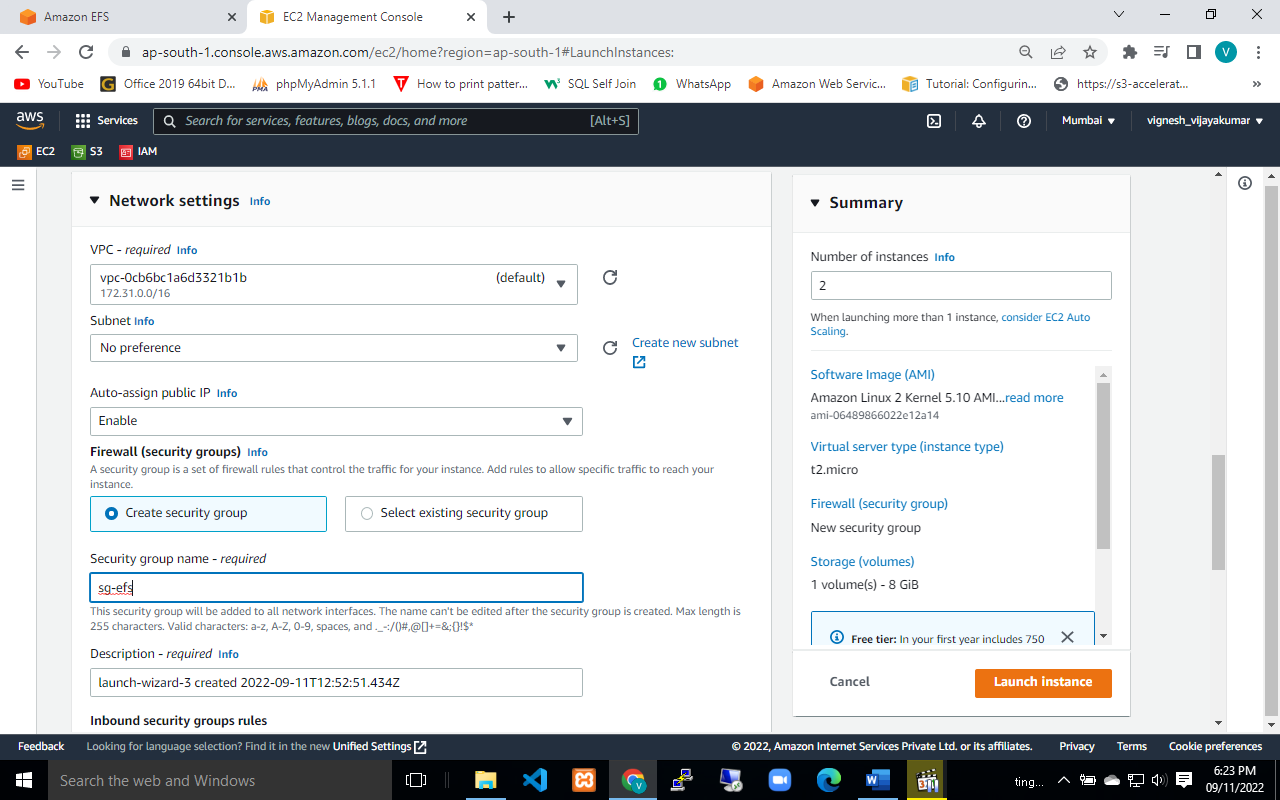 Amazon EFS
EC2 Management Console
ap-south-1.console.aws.amazon.com/ec2/home?region=ap-south-1#LaunchInstances:
V
YouTube
Office 2019 64bit D...
phpMyAdmin 5.1.1
How to print patter...
SQL Self Join
WhatsApp
Amazon Web Servic...
Tutorial: Configurin...
https://s3-accelerat...
»
aws
Services
Search for services, features, blogs, docs, and more
[Alt+S]
Mumbai
vignesh_vijayakumar
EC2
S3
IAM
Network settings Info
VPC - required Info
vpc-0cb6bc1a6d3321b1b
(default)
172.31.0.0/16
Subnet Info
No preference
Create new subnet
Auto-assign public IP Info
Enable
Firewall (security groups) Info
A security group is a set of firewall rules that control the traffic for your instance. Add rules to allow specific traffic to reach your
instance.
Create security group
Select existing security group
Security group name - required
sg-efs
This security group will be added to all network interfaces. The name can't be edited after the security group is created. Max length is
255 characters. Valid characters: a-z, A-Z, 0-9, spaces, and ._-:/()#,@[]+=&;{}!$*
Description - required Info
launch-wizard-3 created 2022-09-11T12:52:51.434Z
Inbound security groups rules
Summary
Number of instances Info
2
When launching more than 1 instance, consider EC2 Auto
Scaling.
Software Image (AMI)
Amazon Linux 2 Kernel 5.10 AMI...read more
ami-06489866022e12a14
Virtual server type (instance type)
t2.micro
Firewall (security group)
New security group
Storage (volumes)
1 volume(s) - 8 GiB
Free tier: In your first year includes 750
Cancel
Launch instance
Feedback
Looking for language selection? Find it in the new Unified Settings
© 2022, Amazon Internet Services Private Ltd. or its affiliates.
Privacy
Terms
Cookie preferences
Search the web and Windows
ting...
6:23 PM
09/11/2022